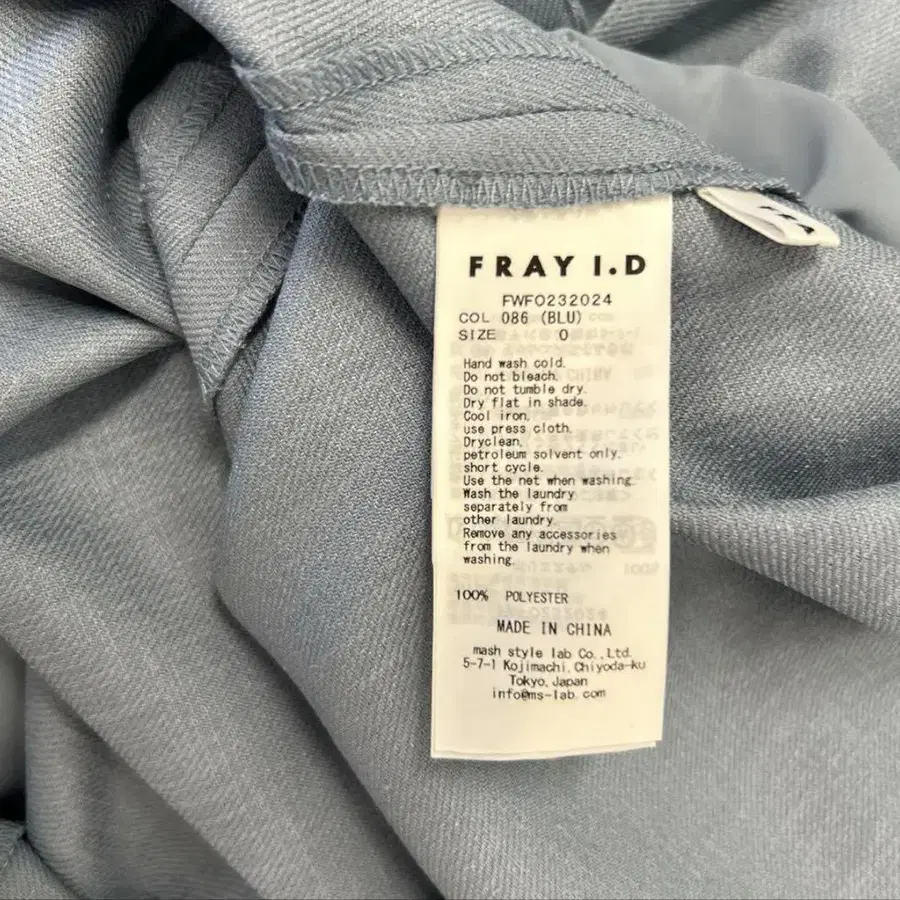 FRAY I.D
FWFO232024
COL 086 (BLU)
SIZE 0
Hand wash cold.
Do not bleach.
Do not tumble dry.
Dry flat in shade.
Cool iron.
use press cloth.
Dryclean,
petroleum solvent only.
short cycle.
Use the net when washing.
Wash the laundry
separately from
other laundry.
Remove any accessories
from the laundry when
washing.
100% POLYESTER
MADE IN CHINA
mash style lab Co.,Ltd.
5-7-1 Kojimachi,Chiyoda-ku
Tokyo,Japan
info@ms-lab.com